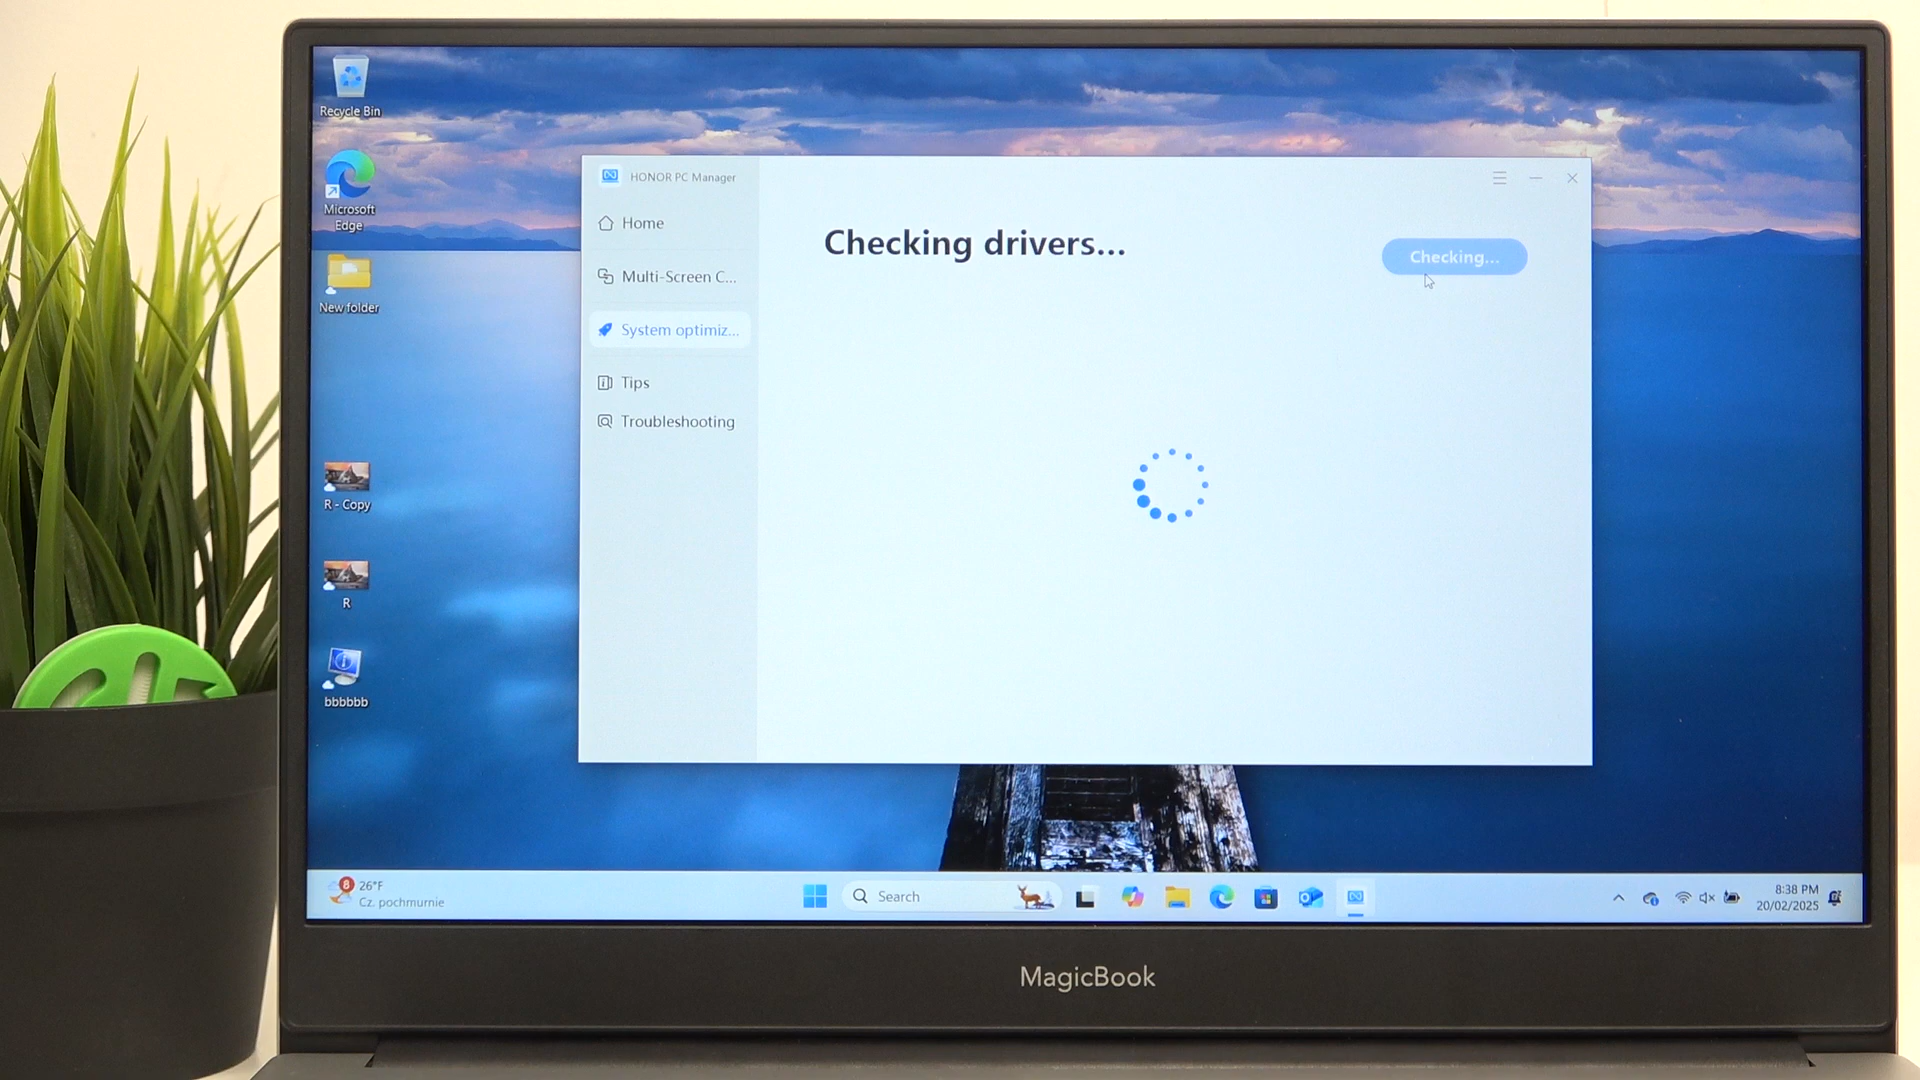 Recycle Bin
Microsoft
Edge
New folder
R - Copy
R
bbbbbb
HONOR PC Manager
Home
Multi-Screen C...
System optimiz...
Tips
Troubleshooting
Checking drivers...
Checking...
8
26°F
Cz. pochmurnie
Search
8:38 PM
20/02/2025
MagicBook